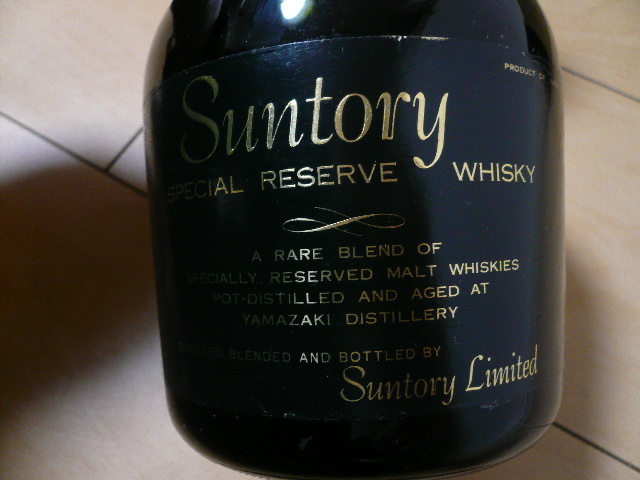 PRODUCT OF
Suntory
SPECIAL RESERVE WHISKY
A RARE BLEND OF
SPECIALLY RESERVED MALT WHISKIES
POT-DISTILLED AND AGED AT
YAMAZAKI DISTILLERY
DISTILLED, BLENDED AND BOTTLED BY
Suntory Limited